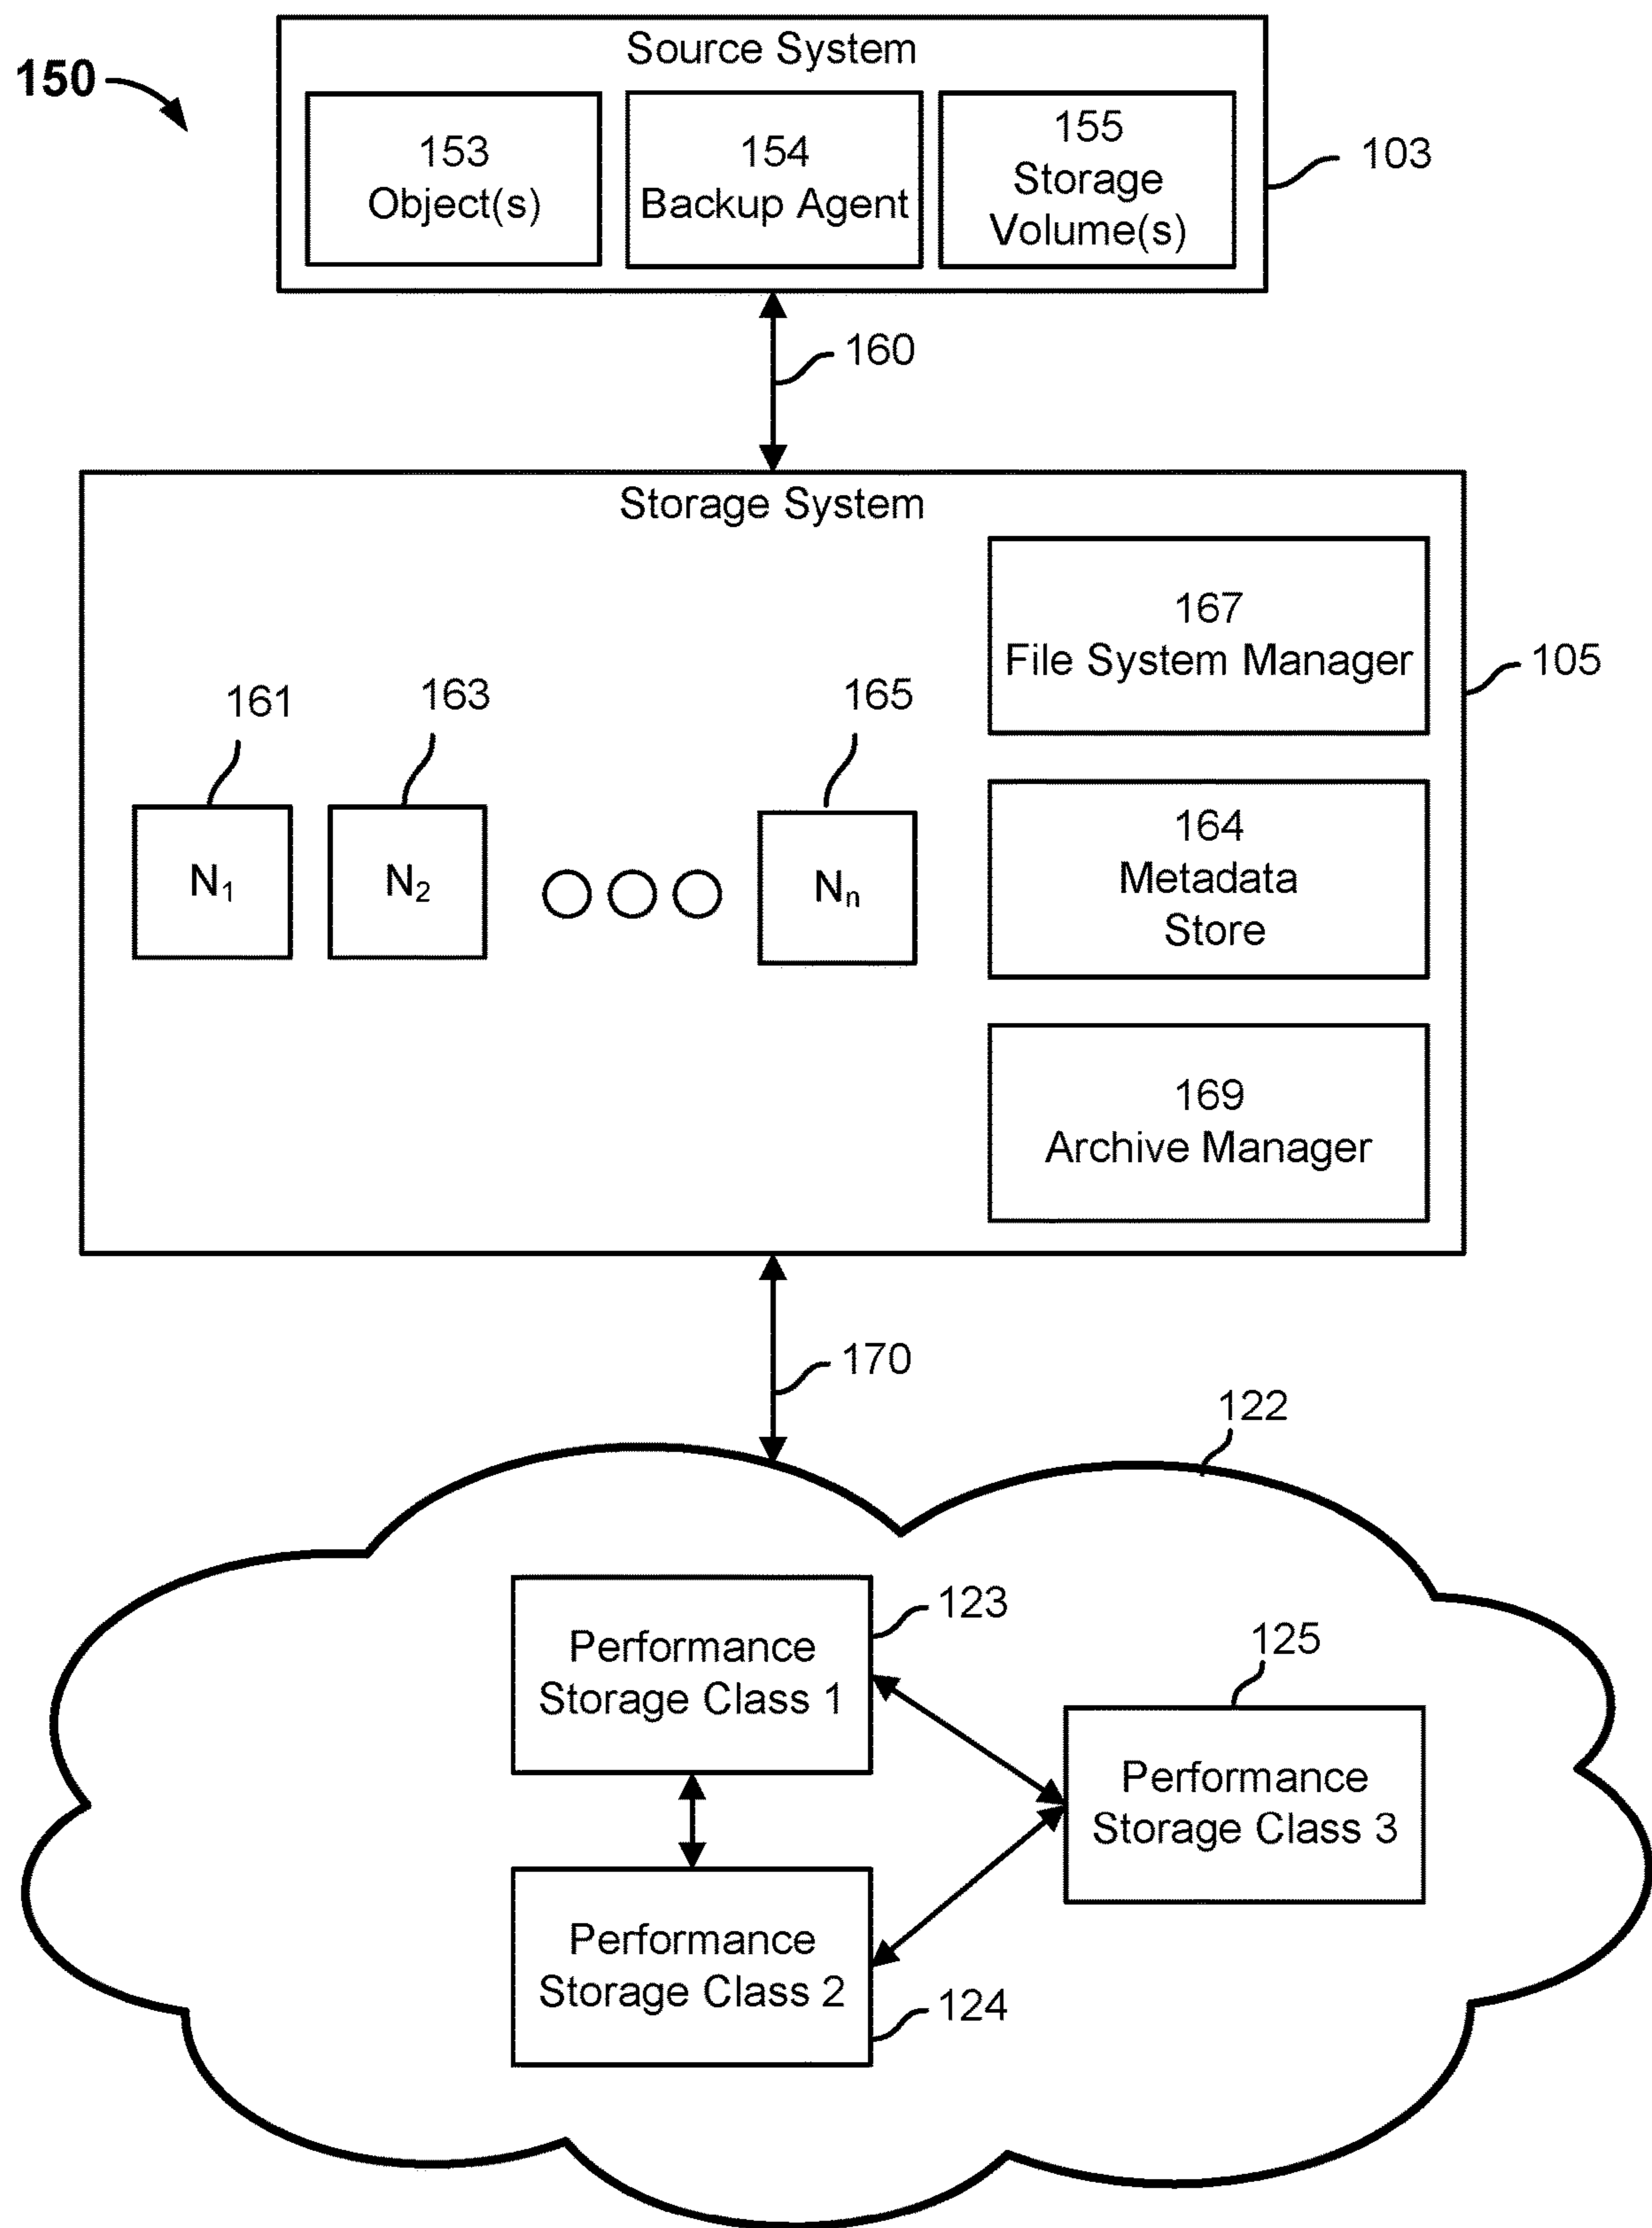 150
Source System
153
Object(s)
154
Backup Agent
155
Storage
Volume(s)
103
160
Storage System
161
163
165
N1
N2
Nn
167
File System Manager
105
164
Metadata
Store
169
Archive Manager
170
122
Performance
Storage Class 1
123
125
Performance
Storage Class 3
Performance
Storage Class 2
124